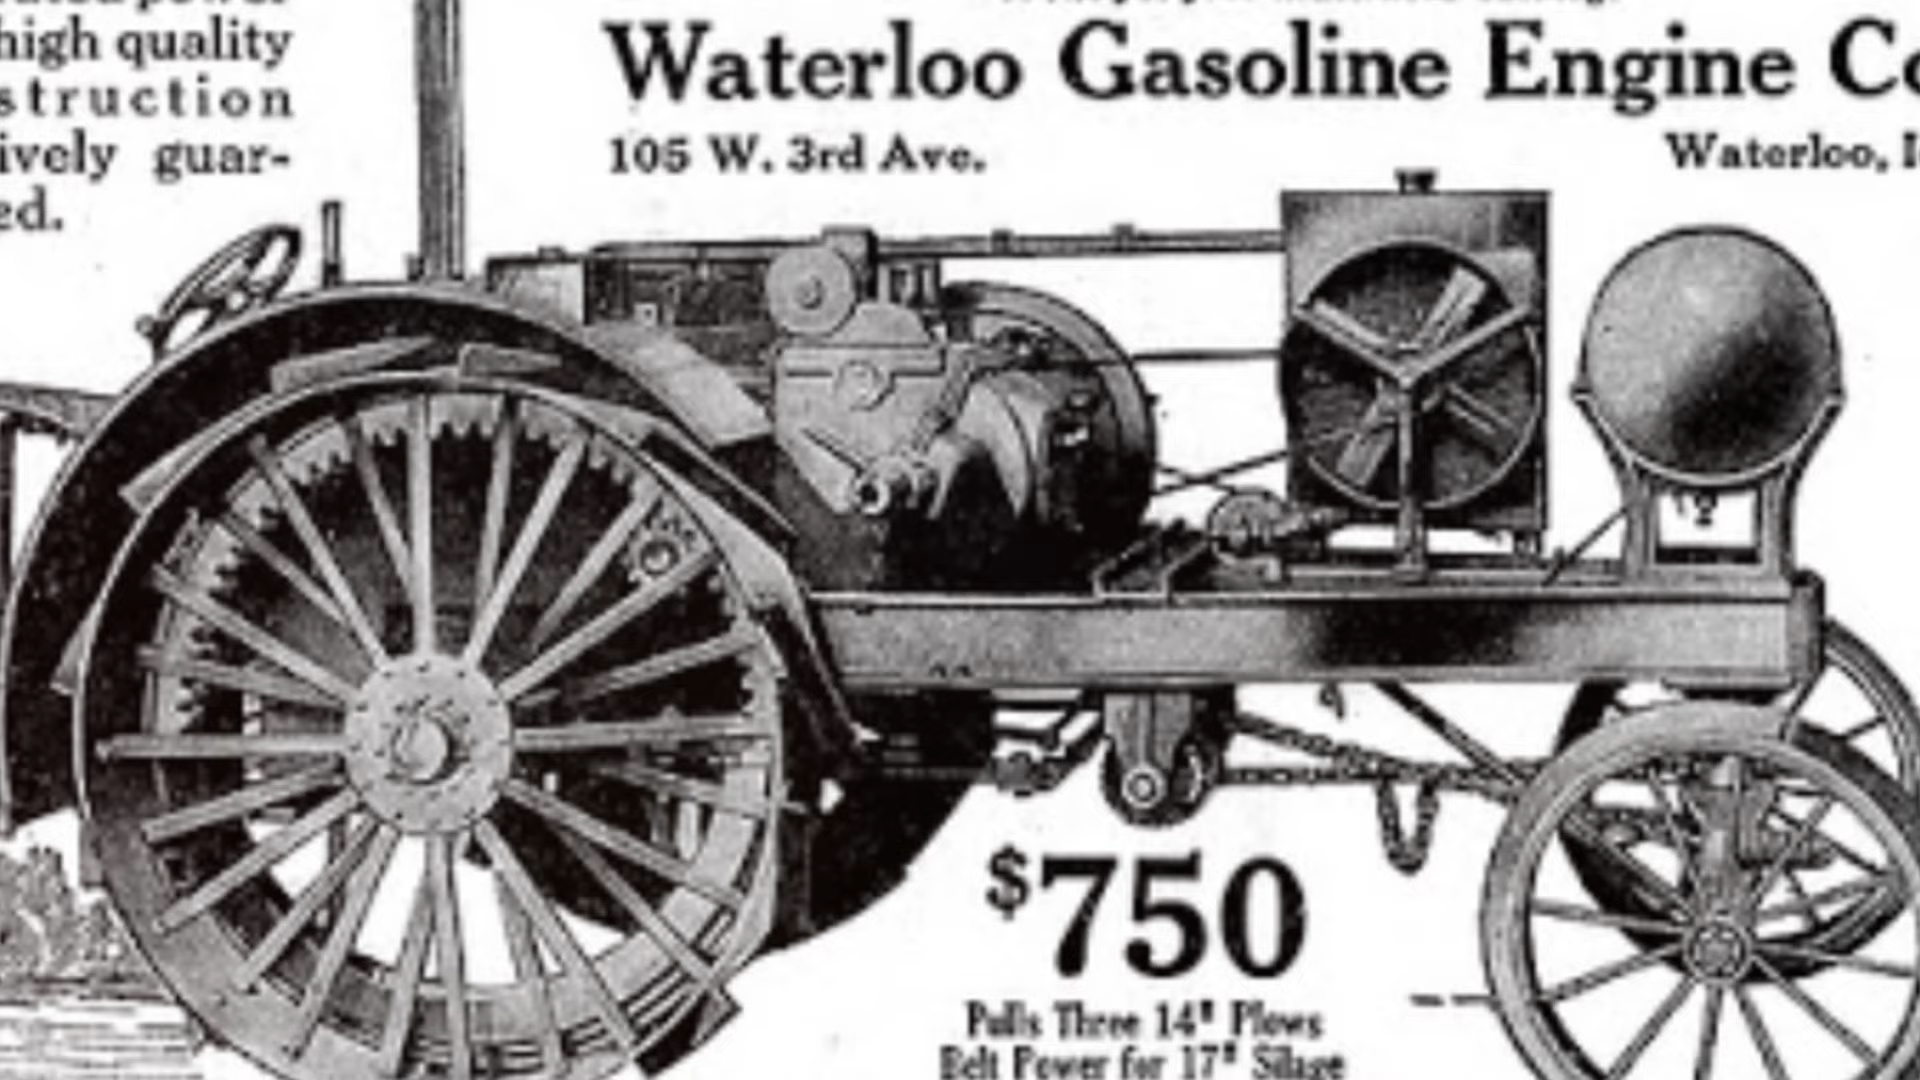 high quality
struction
ively guar-
ed.
Waterloo Gasoline Engine Co
105 W. 3rd Ave.
Waterloo, I
$750
Pulls Three 14" Plows
Belt Power for 17" Silage